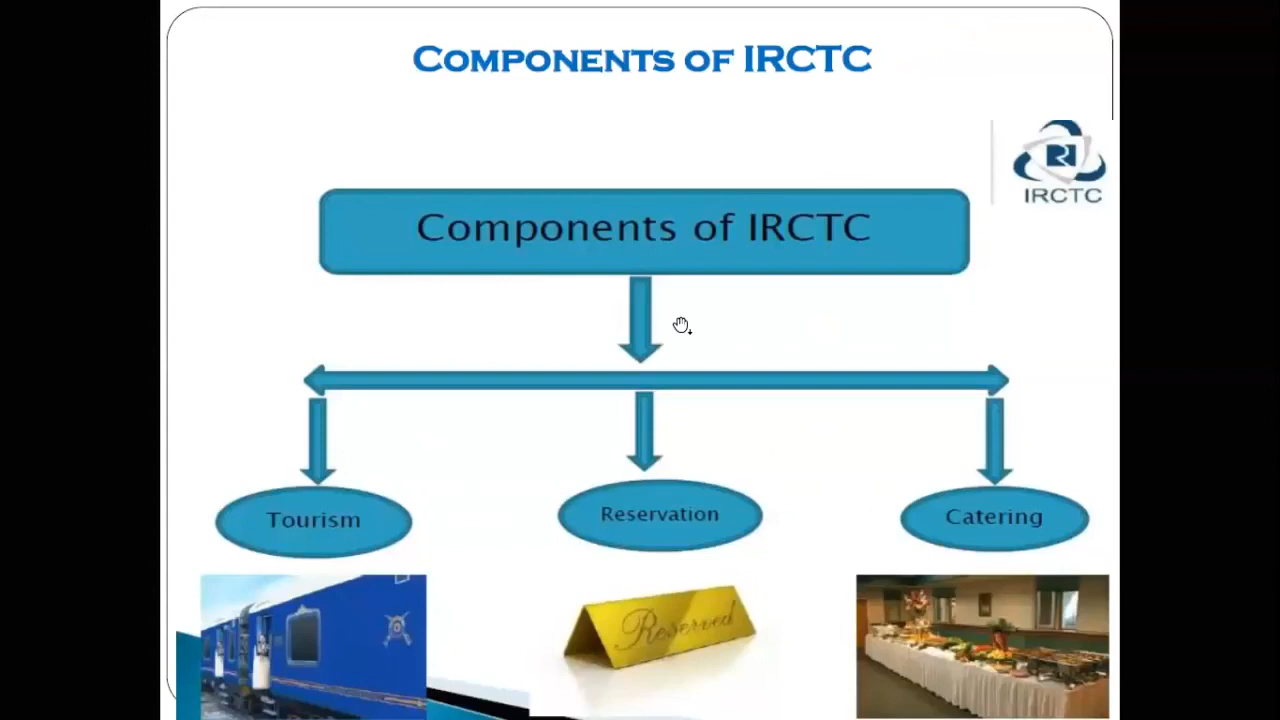 Components of IRCTC
IRCTC
Components of IRCTC
Tourism
Reservation
Catering
Reserved